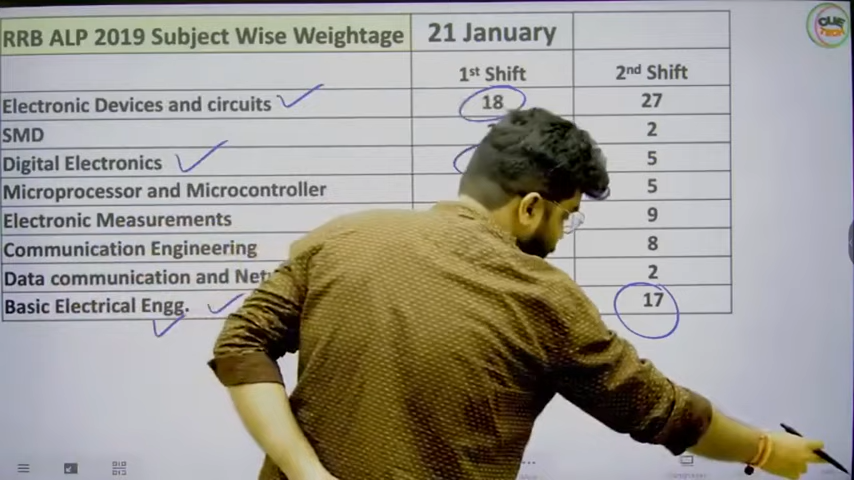 RRB ALP 2019 Subject Wise Weightage 21 January
1st Shift 2nd Shift
Electronic Devices and circuits 18 27
SMD 2
Digital Electronics 5
Microprocessor and Microcontroller 5
Electronic Measurements 9
Communication Engineering 8
Data communication and Net 2
Basic Electrical Engg. 17